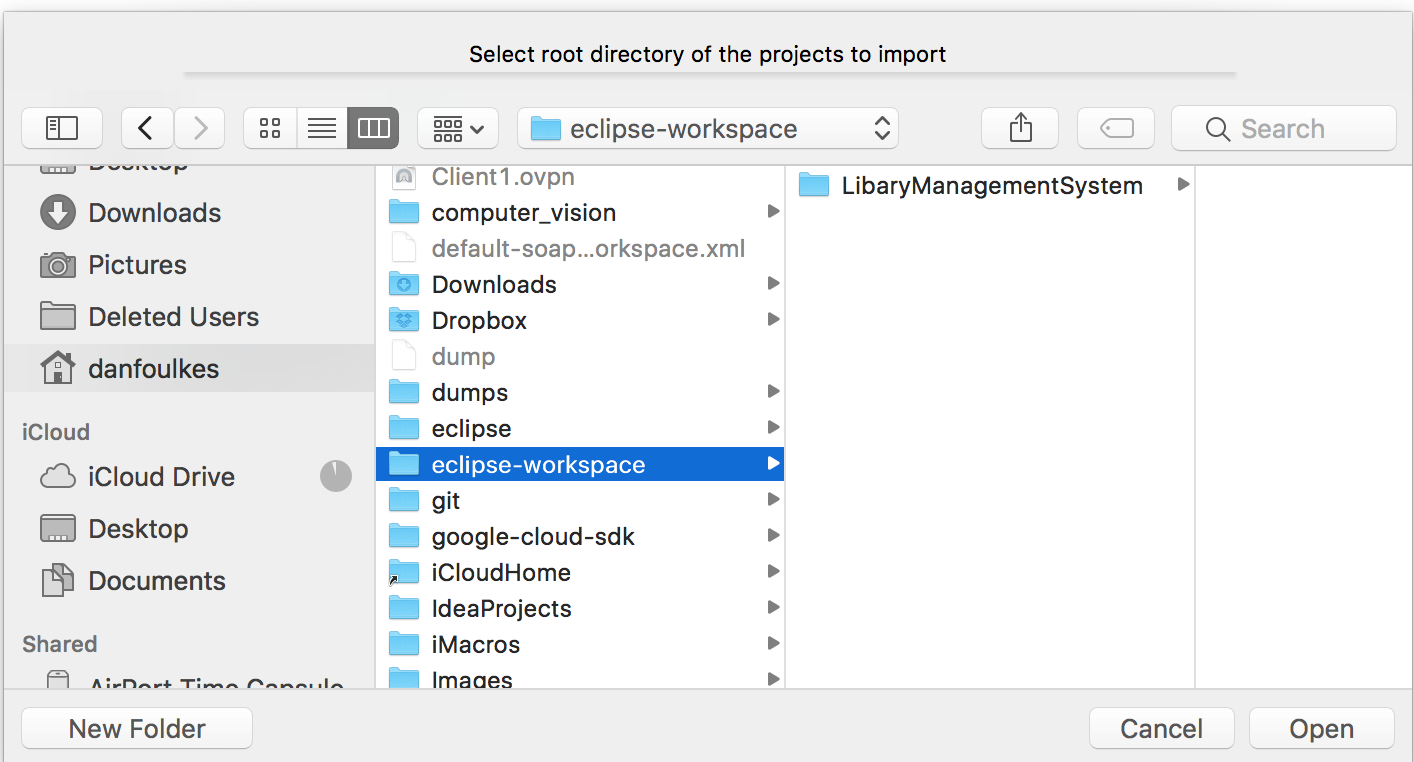 Select root directory of the projects to import
eclipse-workspace
Search
Desktop
Downloads
Pictures
Deleted Users
danfoulkes
iCloud
iCloud Drive
Desktop
Documents
Shared
AirPort Time Capsule
Client1.ovpn
computer_vision
default-soap...orkspace.xml
Downloads
Dropbox
dump
dumps
eclipse
eclipse-workspace
git
google-cloud-sdk
iCloudHome
IdeaProjects
iMacros
Images
LibaryManagementSystem
New Folder
Cancel
Open